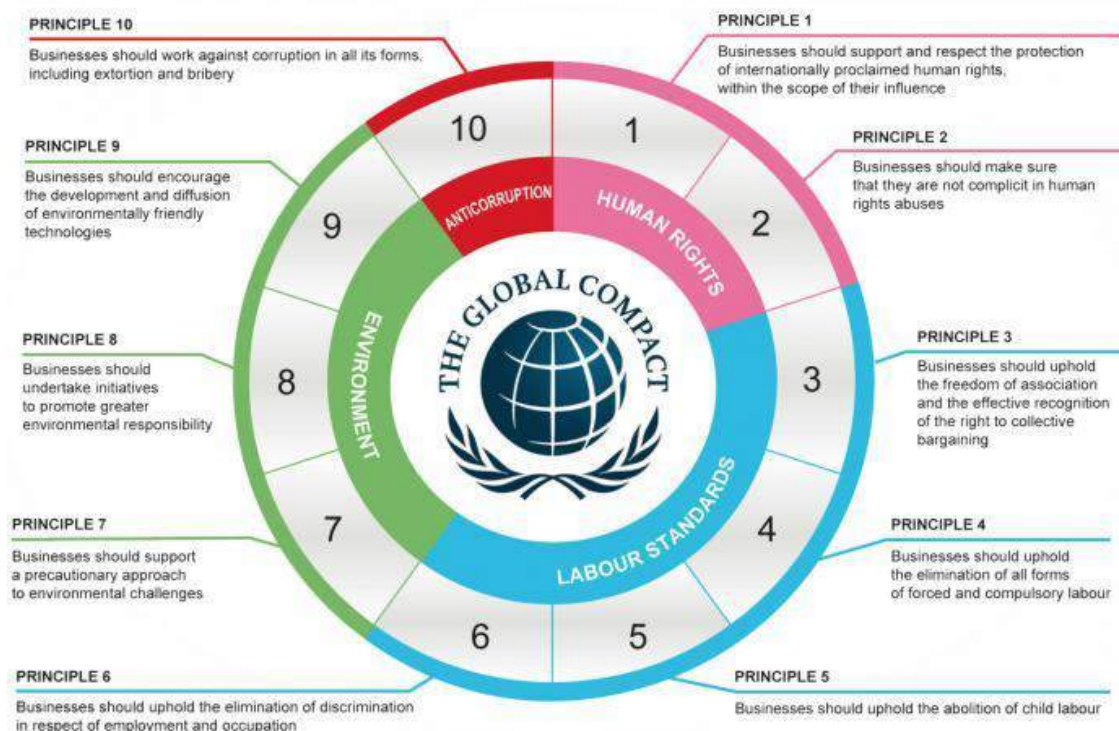 PRINCIPLE 10
Businesses should work against corruption in all its forms,
including extortion and bribery
PRINCIPLE 1
Businesses should support and respect the protection
of internationally proclaimed human rights,
within the scope of their influence
PRINCIPLE 2
Businesses should make sure
that they are not complicit in human
rights abuses
PRINCIPLE 3
Businesses should uphold
the freedom of association
and the effective recognition
of the right to collective
bargaining
PRINCIPLE 4
Businesses should uphold
the elimination of all forms
of forced and compulsory labour
PRINCIPLE 5
Businesses should uphold the abolition of child labour
PRINCIPLE 6
Businesses should uphold the elimination of discrimination
in respect of employment and occupation
PRINCIPLE 7
Businesses should support
a precautionary approach
to environmental challenges
PRINCIPLE 8
Businesses should
undertake initiatives
to promote greater
environmental responsibility
PRINCIPLE 9
Businesses should encourage
the development and diffusion
of environmentally friendly
technologies
1
2
3
4
5
6
7
8
9
10
HUMAN RIGHTS
LABOUR STANDARDS
ENVIRONMENT
ANTICORRUPTION
THE GLOBAL COMPACT